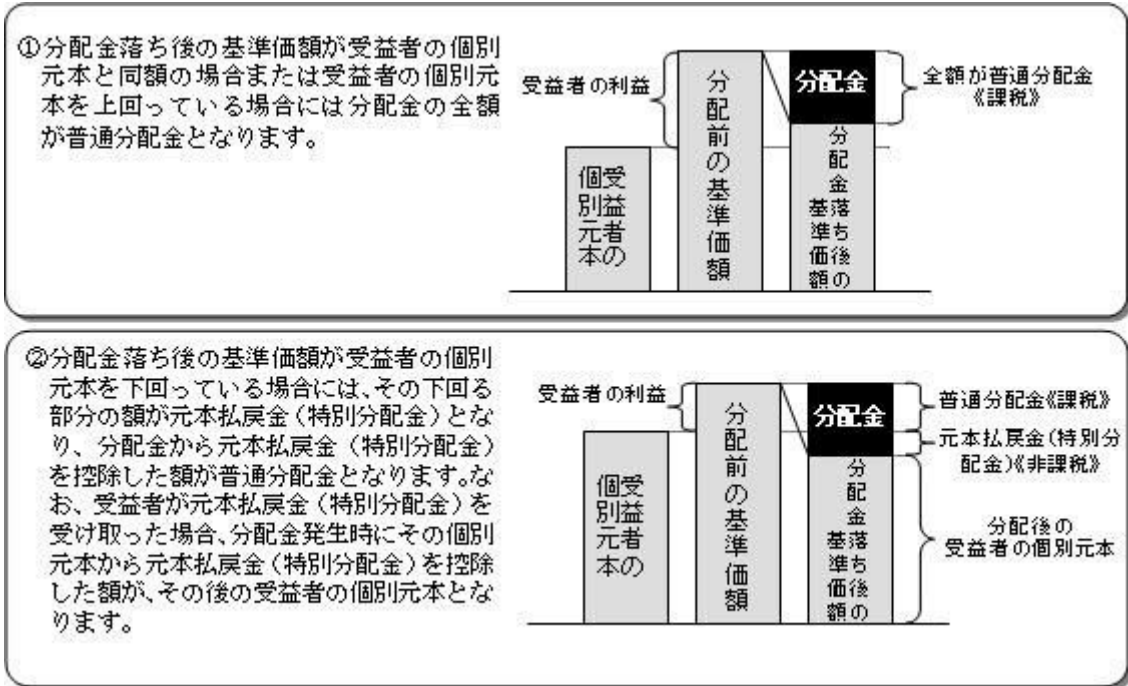 ①分配金落ち後の基準価額が受益者の個別
元本と同額の場合または受益者の個別元
本を上回っている場合には分配金の全額
が普通分配金となります。
受益者の利益
受益者の
個別元本
分配前の基準価額
分配金
分配金落ち後の
基準価額
全額が普通分配金
《課税》
②分配金落ち後の基準価額が受益者の個別
元本を下回っている場合には、その下回る
部分の額が元本払戻金（特別分配金）とな
り、分配金から元本払戻金（特別分配金）
を控除した額が普通分配金となります。な
お、受益者が元本払戻金（特別分配金）を
受け取った場合、分配金発生時にその個別
元本から元本払戻金（特別分配金）を控除
した額が、その後の受益者の個別元本とな
ります。
受益者の利益
受益者の
個別元本
分配前の基準価額
分配金
分配金落ち後の
基準価額
普通分配金《課税》
元本払戻金（特別分
配金）《非課税》
分配後の
受益者の個別元本